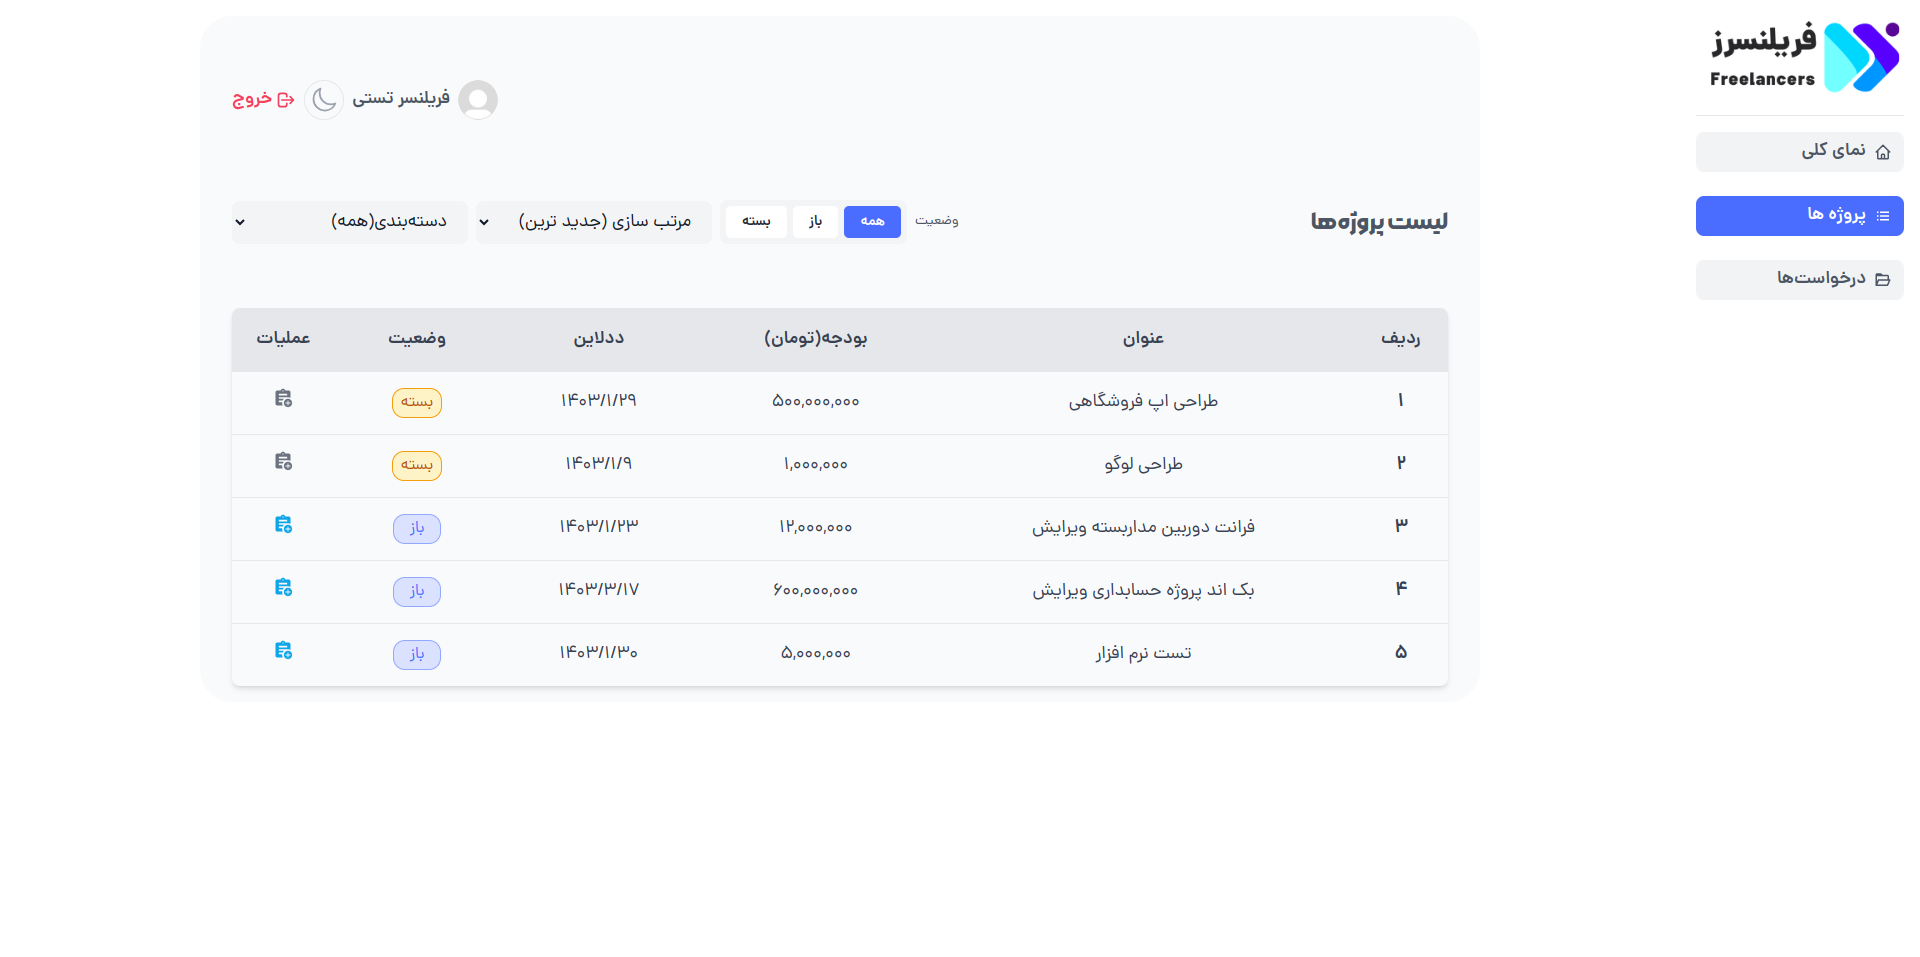 فریلنسرز
Freelancers
نمای کلی
پروژه ها
درخواست‌ها
فریلنسر تستی
خروج
لیست پروژه‌ها
وضعیت همه باز بسته
مرتب سازی (جدید ترین)
دسته‌بندی(همه)
ردیف عنوان بودجه(تومان) ددلاین وضعیت عملیات
۱ طراحی اپ فروشگاهی ۵۰۰,۰۰۰,۰۰۰ ۱۴۰۳/۱/۲۹ بسته
۲ طراحی لوگو ۱,۰۰۰,۰۰۰ ۱۴۰۳/۱/۹ بسته
۳ فرانت دوربین مداربسته ویرایش ۱۲,۰۰۰,۰۰۰ ۱۴۰۳/۱/۲۳ باز
۴ بک اند پروژه حسابداری ویرایش ۶۰۰,۰۰۰,۰۰۰ ۱۴۰۳/۳/۱۷ باز
۵ تست نرم افزار ۵,۰۰۰,۰۰۰ ۱۴۰۳/۱/۳۰ باز